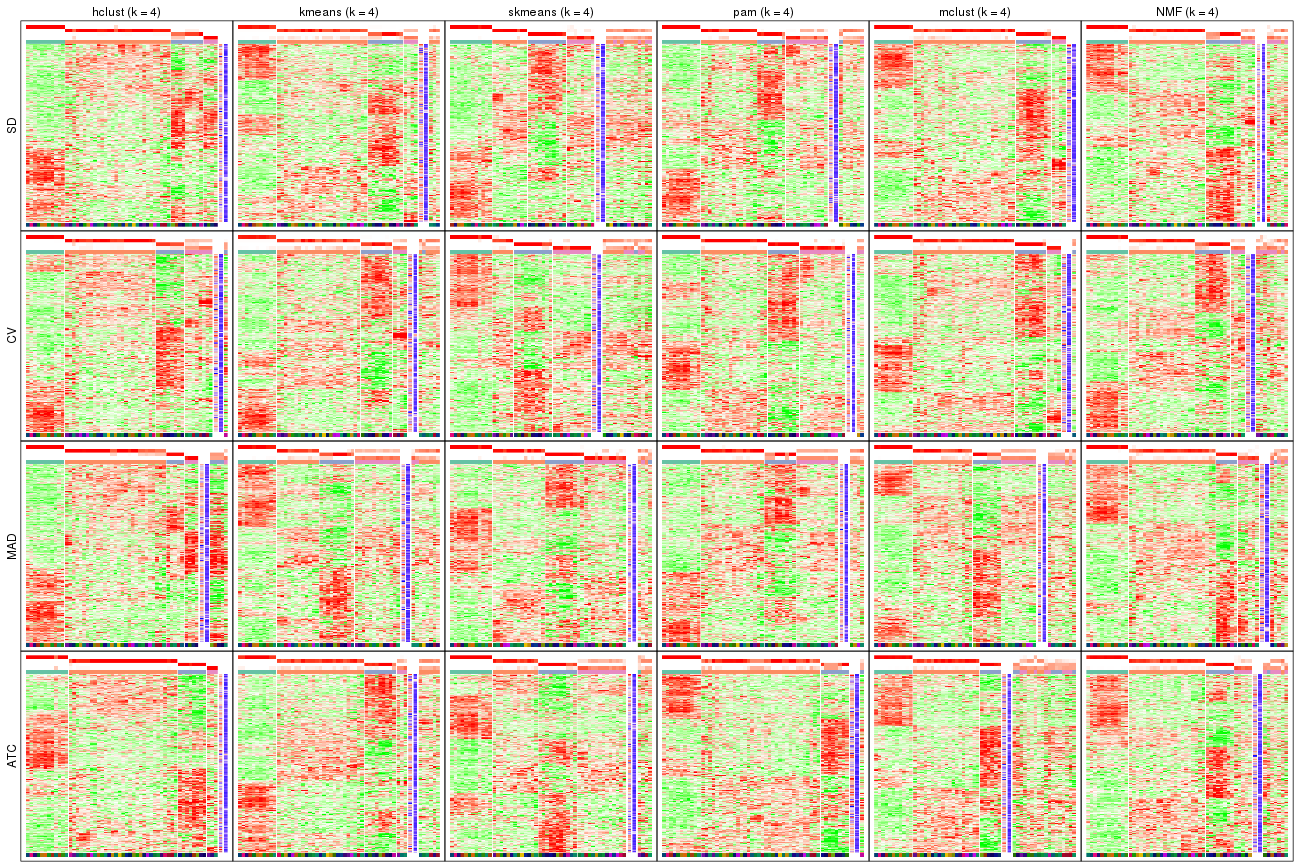 hclust (k = 4)
kmeans (k = 4)
skmeans (k = 4)
pam (k = 4)
mclust (k = 4)
NMF (k = 4)
SD
CV
MAD
ATC